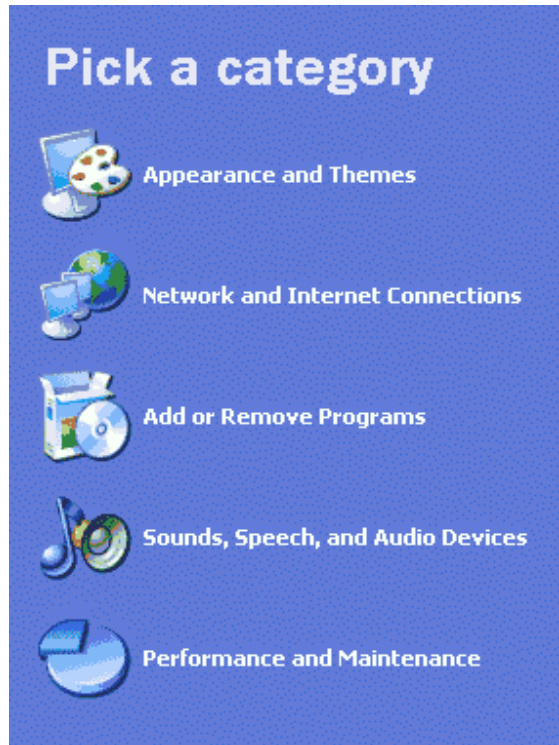 Pick a category
Appearance and Themes
Network and Internet Connections
Add or Remove Programs
Sounds, Speech, and Audio Devices
Performance and Maintenance